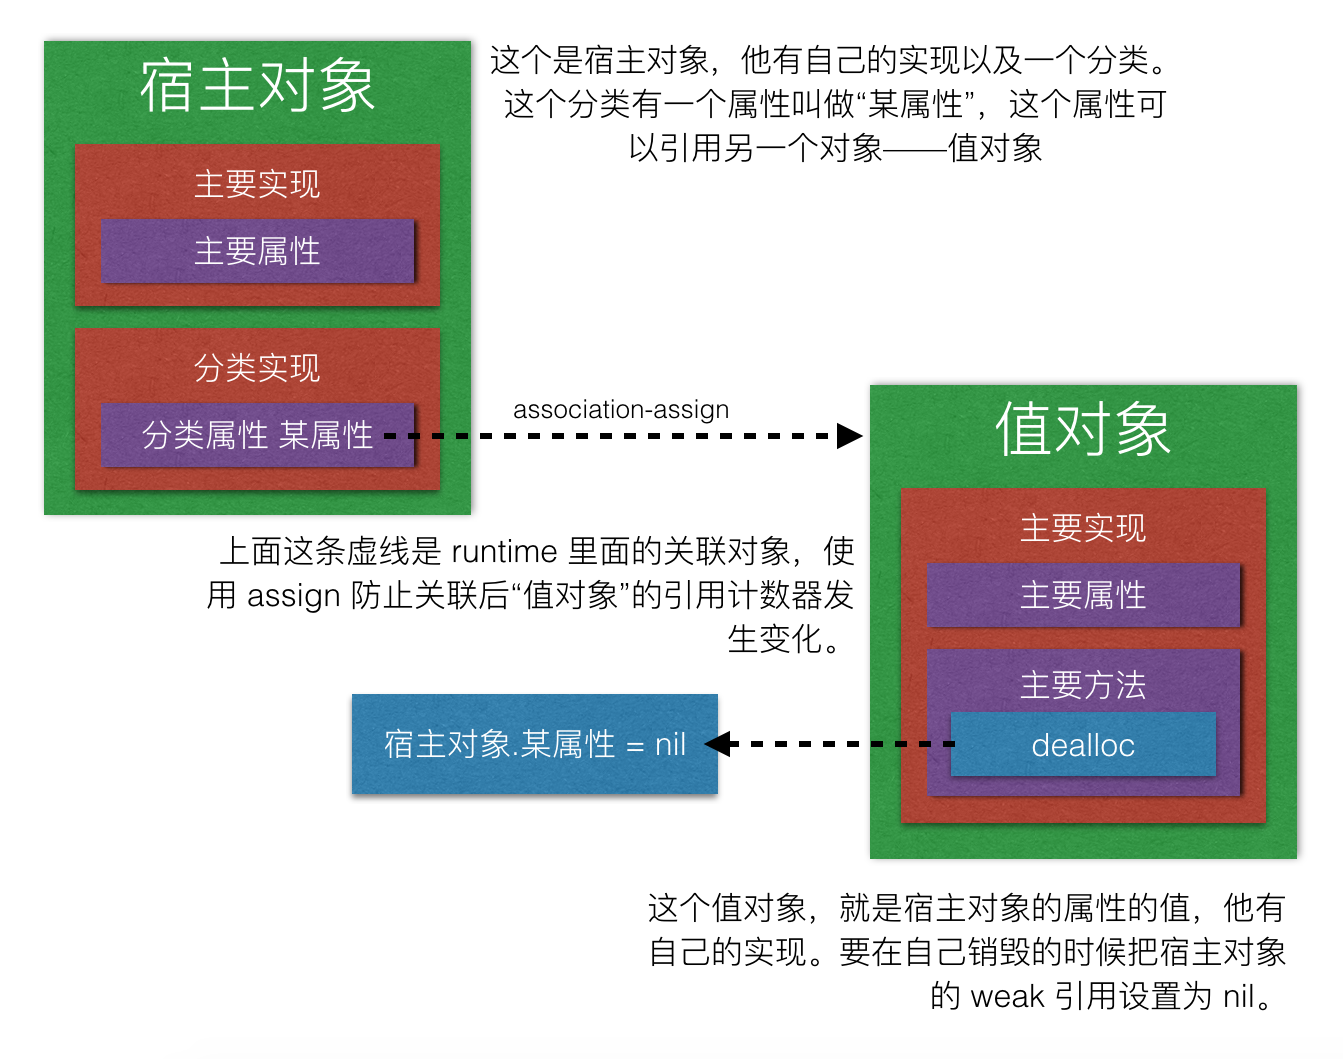 宿主对象
这个是宿主对象，他有自己的实现以及一个分类。
这个分类有一个属性叫做“某属性”，这个属性可
以引用另一个对象——值对象
主要实现
主要属性
分类实现
分类属性 某属性
association-assign
值对象
主要实现
主要属性
主要方法
dealloc
上面这条虚线是 runtime 里面的关联对象，使
用 assign 防止关联后“值对象”的引用计数器发
生变化。
宿主对象.某属性 = nil
这个值对象，就是宿主对象的属性的值，他有
自己的实现。要在自己销毁的时候把宿主对象
的 weak 引用设置为 nil。